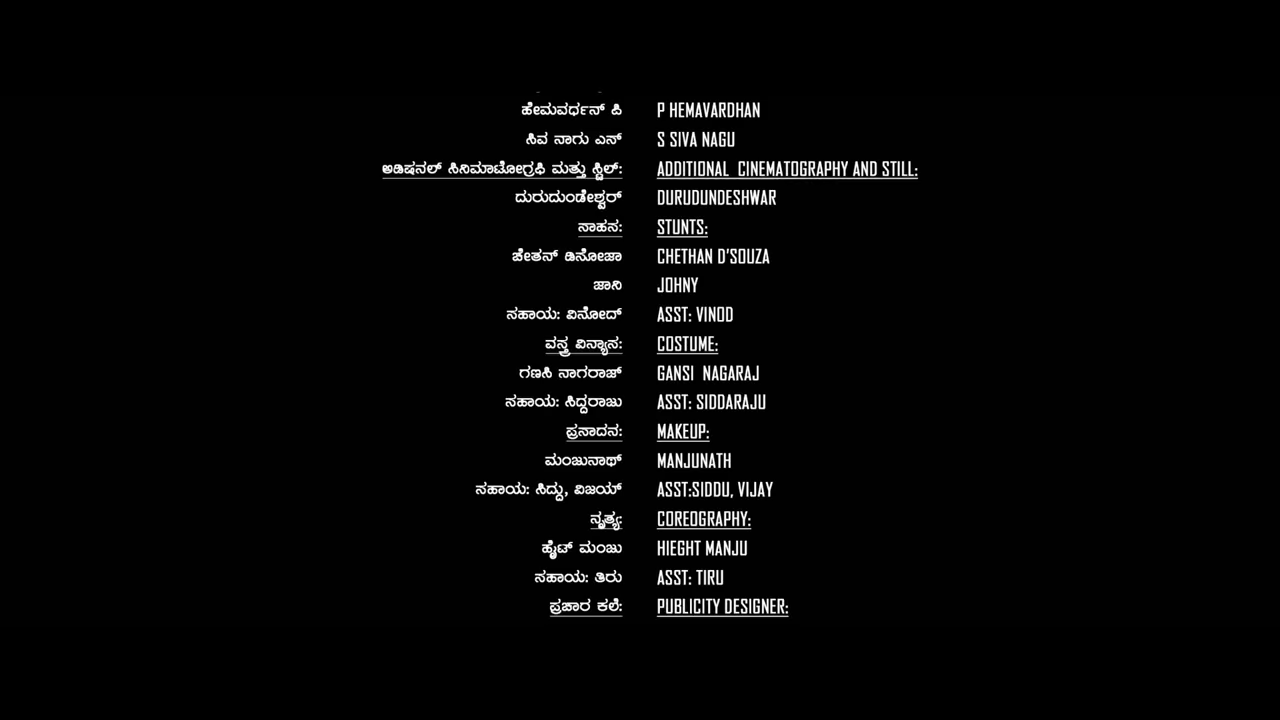 ಹೇಮವರ್ಧನ್ ಪಿ P HEMAVARDHAN
ಸಿವ ನಾಗು ಎಸ್ S SIVA NAGU
ಅಡಿಷನಲ್ ಸಿನಿಮಾಟೋಗ್ರಫಿ ಮತ್ತು ಸ್ಟಿಲ್: ADDITIONAL CINEMATOGRAPHY AND STILL:
ದುರುದುಂಡೇಶ್ವರ್ DURUDUNDESHWAR
ಸಾಹಸ: STUNTS:
ಚೇತನ್ ಡಿಸೋಜಾ CHETHAN D'SOUZA
ಜಾನಿ JOHNY
ಸಹಾಯ: ವಿನೋದ್ ASST: VINOD
ವಸ್ತ್ರ ವಿನ್ಯಾಸ: COSTUME:
ಗಣಸಿ ನಾಗರಾಜ್ GANSI NAGARAJ
ಸಹಾಯ: ಸಿದ್ದರಾಜು ASST: SIDDARAJU
ಪ್ರಸಾದನ: MAKEUP:
ಮಂಜುನಾಥ್ MANJUNATH
ಸಹಾಯ: ಸಿದ್ದು, ವಿಜಯ್ ASST:SIDDU, VIJAY
ನೃತ್ಯ: COREOGRAPHY:
ಹೈಟ್ ಮಂಜು HIEGHT MANJU
ಸಹಾಯ: ತಿರು ASST: TIRU
ಪ್ರಚಾರ ಕಲೆ: PUBLICITY DESIGNER: